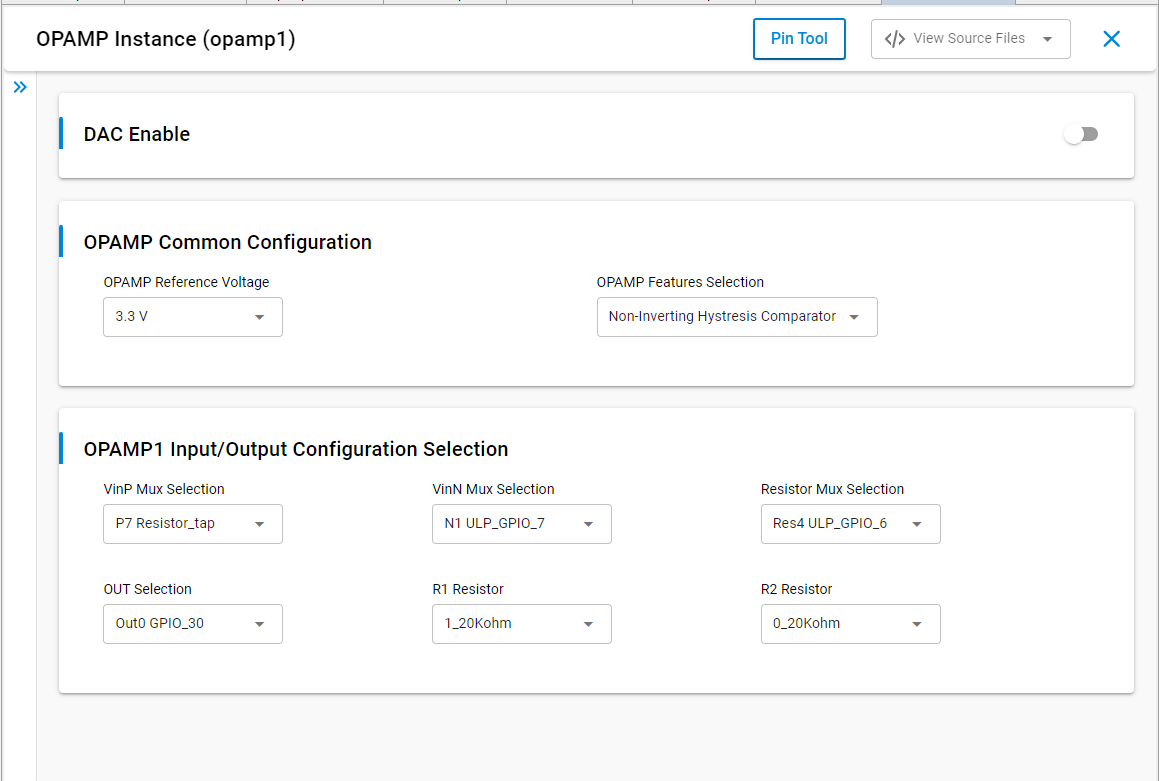 OPAMP Instance (opamp1)
Pin Tool
</> View Source Files
DAC Enable
OPAMP Common Configuration
OPAMP Reference Voltage
OPAMP Features Selection
3.3 V
Non-Inverting Hystresis Comparator
OPAMP1 Input/Output Configuration Selection
VinP Mux Selection
VinN Mux Selection
Resistor Mux Selection
P7 Resistor_tap
N1 ULP_GPIO_7
Res4 ULP_GPIO_6
OUT Selection
R1 Resistor
R2 Resistor
Out0 GPIO_30
1_20Kohm
0_20Kohm